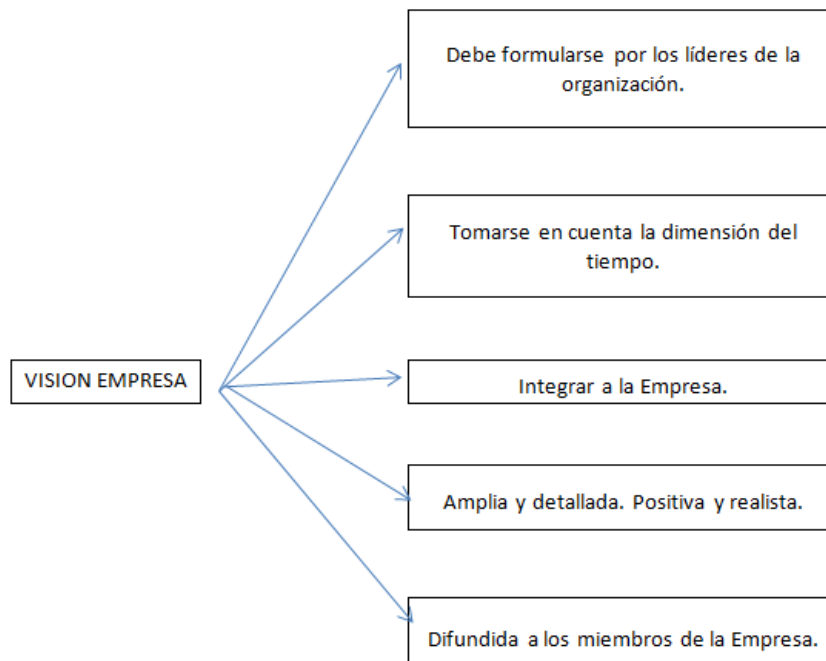 Debe formularse por los líderes de la
organización.
Tomarse en cuenta la dimensión del
tiempo.
VISION EMPRESA
Integrar a la Empresa.
Amplia y detallada. Positiva y realista.
Difundida a los miembros de la Empresa.